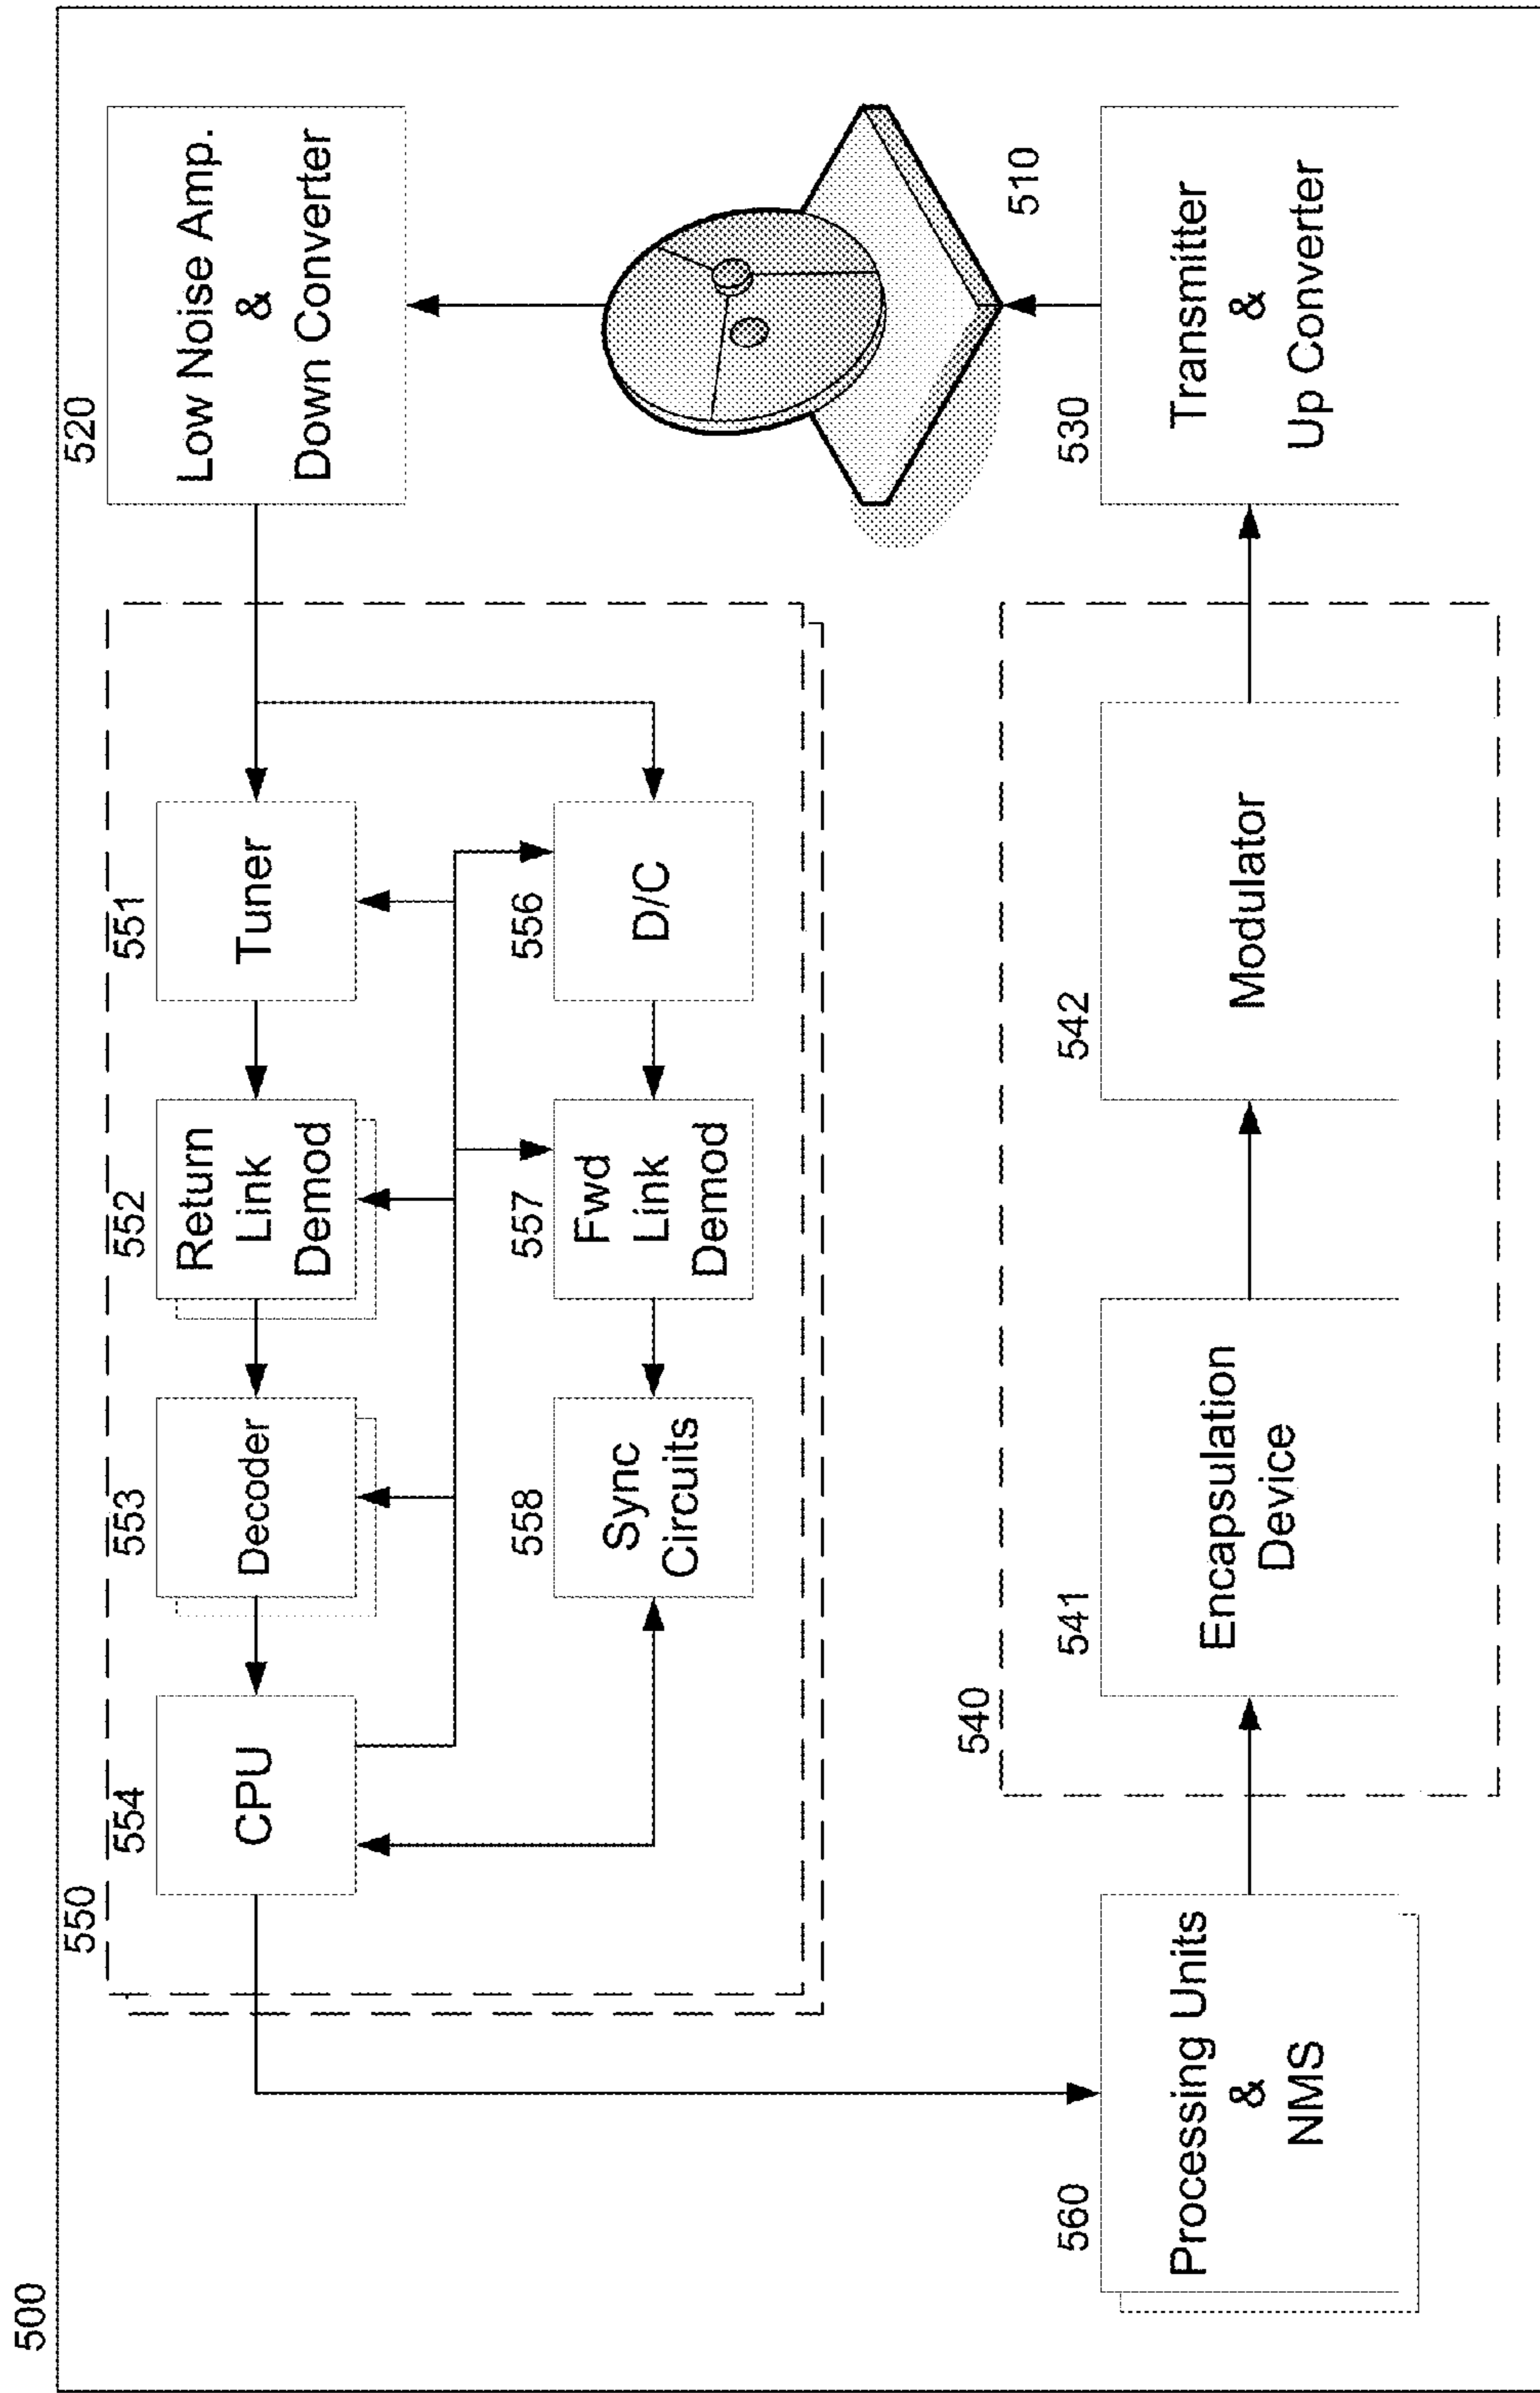 500
550
520
554
CPU
553
Decoder
552
Return
Link
Demod
551
Tuner
Low Noise Amp.
&
Down Converter
558
Sync
Circuits
557
Fwd
Link
Demod
556
D/C
510
540
560
Processing Units
&
NMS
541
Encapsulation
Device
542
Modulator
530
Transmitter
&
Up Converter